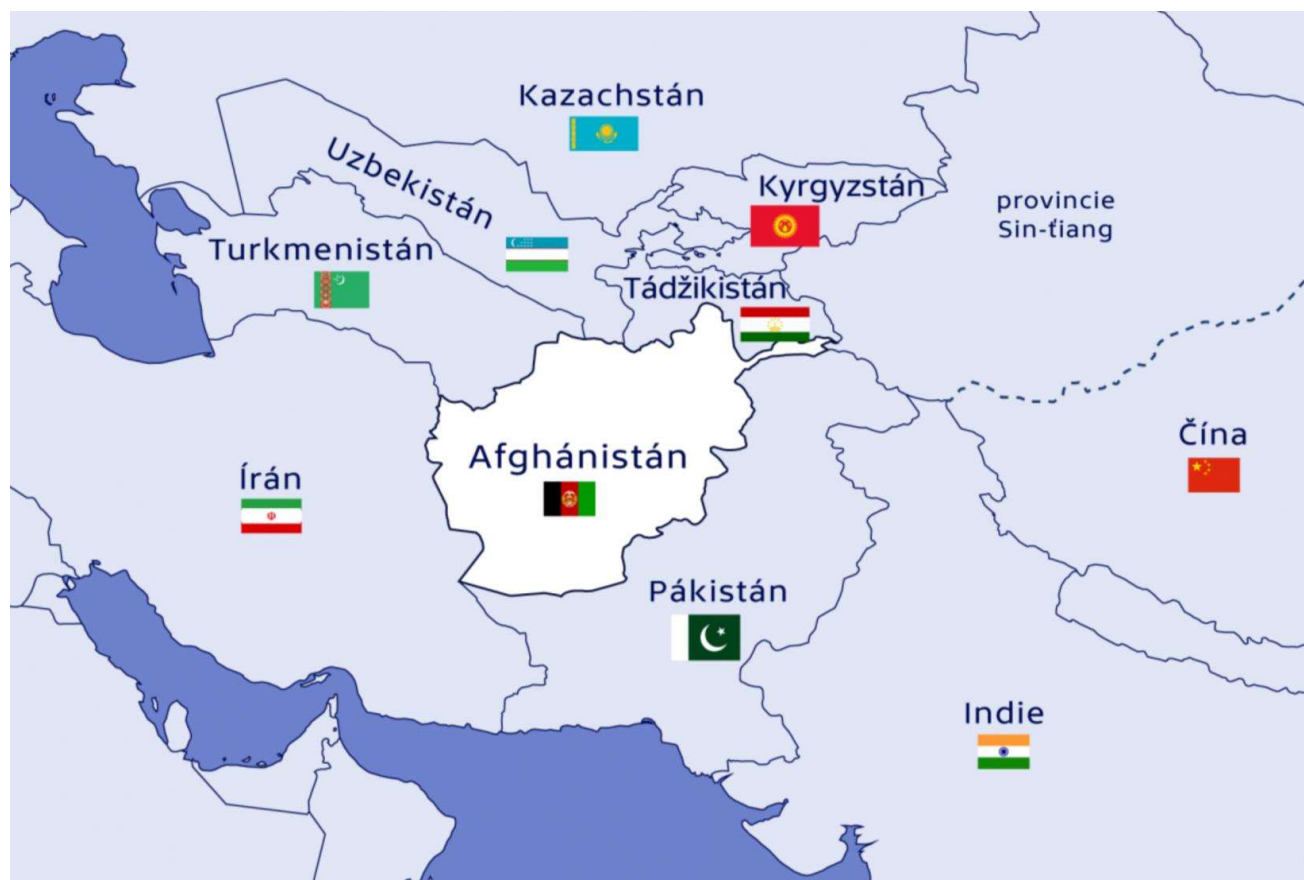 Kazachstán
Uzbekistán
Kyrgyzstán
provincie
Sin-ťiang
Turkmenistán
Tádžikistán
Čína
Afghánistán
Írán
Pákistán
Indie